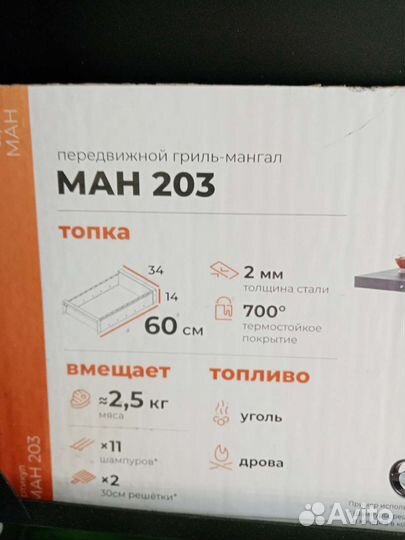 МАН
передвижной гриль-мангал
МАН 203
топка
34
14
60 см
2 мм
толщина стали
700°
термостойкое
покрытие
вмещает
≈2,5 кг
мяса
×11
шампуров*
×2
30см решётки*
топливо
уголь
дрова
МАН 203
Avito